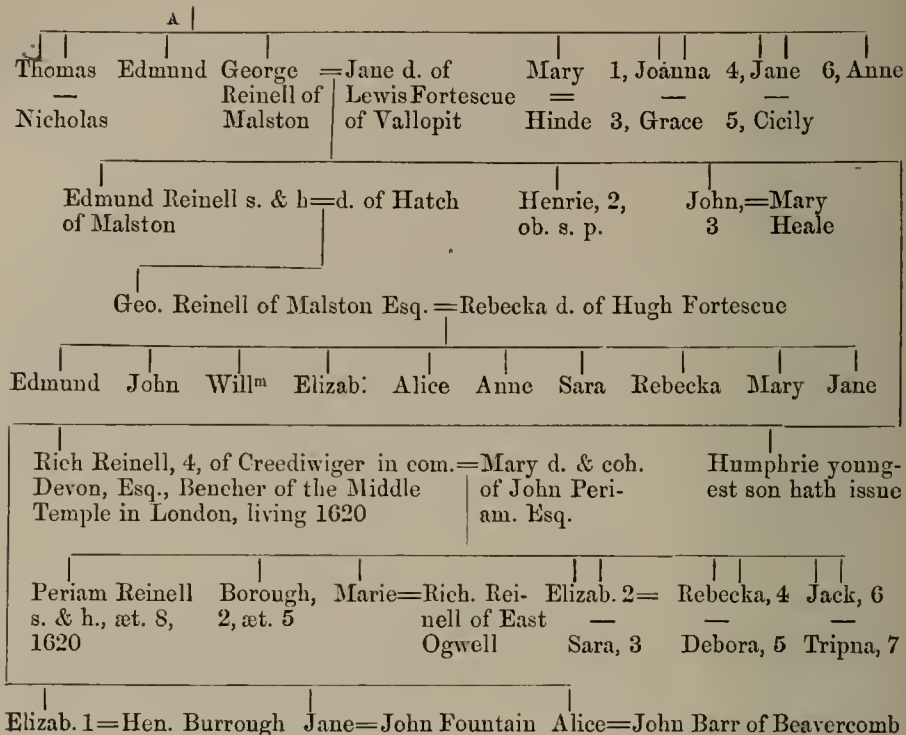 A
Thomas Edmund George =Jane d. of Mary 1, Joanna 4, Jane 6, Anne
— Reinell of Lewis Fortescue = — —
Nicholas Malston of Vallopit Hinde 3, Grace 5, Cicily
Edmund Reinell s. & h=d. of Hatch Henrie, 2, John,=Mary
of Malston ob. s. p. 3 Heale
Geo. Reinell of Malston Esq.=Rebecka d. of Hugh Fortescue
Edmund John Willm Elizab: Alice Anne Sara Rebecka Mary Jane
Rich Reinell, 4, of Creediwiger in com.=Mary d. & coh. Humphrie young-
Devon, Esq., Bencher of the Middle of John Peri- est son hath issue
Temple in London, living 1620 am. Esq.
Periam Reinell Borough, Marie=Rich. Rei- Elizab. 2= Rebecka, 4 Jack, 6
s. & h., æt. 8, 2, æt. 5 nell of East — — —
1620 Ogwell Sara, 3 Debora, 5 Tripna, 7
Elizab. 1=Hen. Burrough Jane=John Fountain Alice=John Barr of Beavercomb